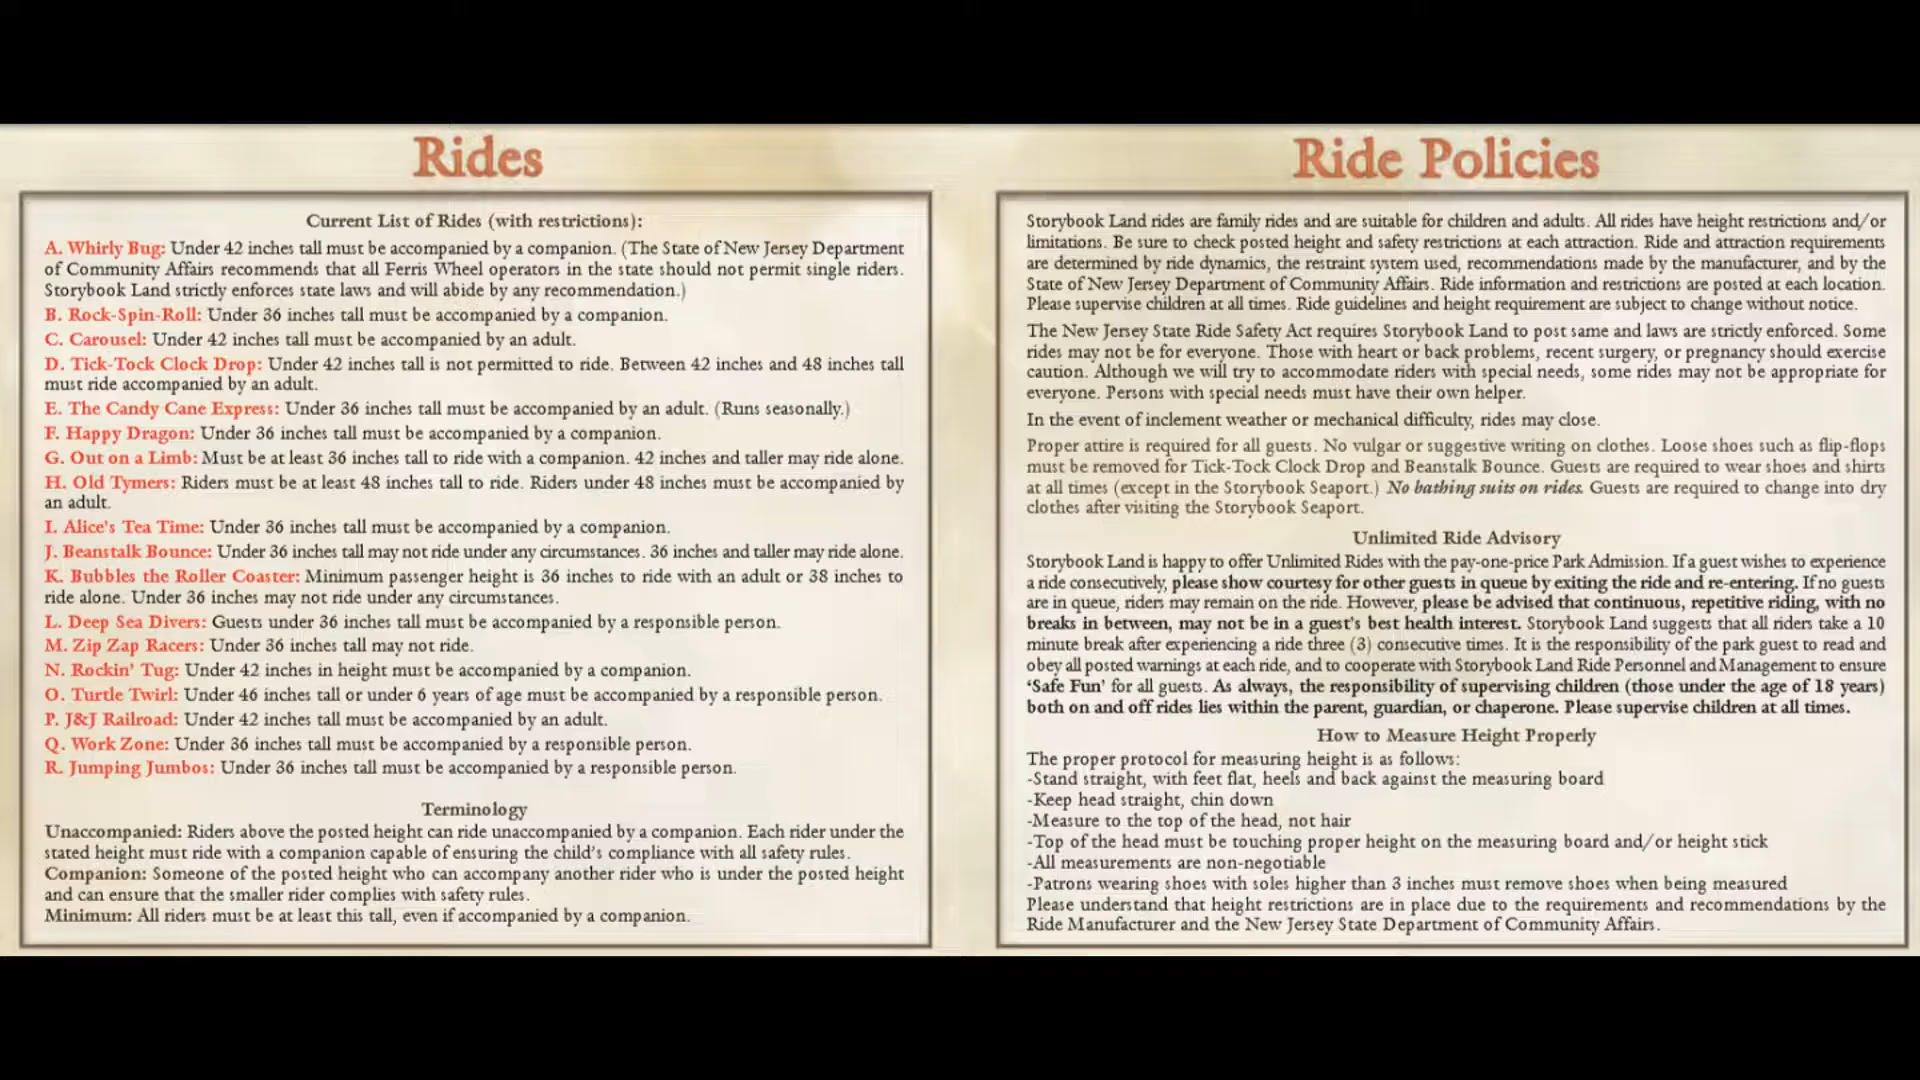 Rides
Current List of Rides (with restrictions):
A. Whirly Bug: Under 42 inches tall must be accompanied by a companion. (The State of New Jersey Department
of Community Affairs recommends that all Ferris Wheel operators in the state should not permit single riders.
Storybook Land strictly enforces state laws and will abide by any recommendation.)
B. Rock-Spin-Roll: Under 36 inches tall must be accompanied by a companion.
C. Carousel: Under 42 inches tall must be accompanied by an adult.
D. Tick-Tock Clock Drop: Under 42 inches tall is not permitted to ride. Between 42 inches and 48 inches tall
must ride accompanied by an adult.
E. The Candy Cane Express: Under 36 inches tall must be accompanied by an adult. (Runs seasonally.)
F. Happy Dragon: Under 36 inches tall must be accompanied by a companion.
G. Out on a Limb: Must be at least 36 inches tall to ride with a companion. 42 inches and taller may ride alone.
H. Old Tymers: Riders must be at least 48 inches tall to ride. Riders under 48 inches must be accompanied by
an adult.
I. Alice's Tea Time: Under 36 inches tall must be accompanied by a companion.
J. Beanstalk Bounce: Under 36 inches tall may not ride under any circumstances. 36 inches and taller may ride alone.
K. Bubbles the Roller Coaster: Minimum passenger height is 36 inches to ride with an adult or 38 inches to
ride alone. Under 36 inches may not ride under any circumstances.
L. Deep Sea Divers: Guests under 36 inches tall must be accompanied by a responsible person.
M. Zip Zap Racers: Under 36 inches tall may not ride.
N. Rockin' Tug: Under 42 inches in height must be accompanied by a companion.
O. Turtle Twirl: Under 46 inches tall or under 6 years of age must be accompanied by a responsible person.
P. J&J Railroad: Under 42 inches tall must be accompanied by an adult.
Q. Work Zone: Under 36 inches tall must be accompanied by a responsible person.
R. Jumping Jumbos: Under 36 inches tall must be accompanied by a responsible person.
Terminology
Unaccompanied: Riders above the posted height can ride unaccompanied by a companion. Each rider under the
stated height must ride with a companion capable of ensuring the child's compliance with all safety rules.
Companion: Someone of the posted height who can accompany another rider who is under the posted height
and can ensure that the smaller rider complies with safety rules.
Minimum: All riders must be at least this tall, even if accompanied by a companion.
Ride Policies
Storybook Land rides are family rides and are suitable for children and adults. All rides have height restrictions and/or
limitations. Be sure to check posted height and safety restrictions at each attraction. Ride and attraction requirements
are determined by ride dynamics, the restraint system used, recommendations made by the manufacturer, and by the
State of New Jersey Department of Community Affairs. Ride information and restrictions are posted at each location.
Please supervise children at all times. Ride guidelines and height requirement are subject to change without notice.
The New Jersey State Ride Safety Act requires Storybook Land to post same and laws are strictly enforced. Some
rides may not be for everyone. Those with heart or back problems, recent surgery, or pregnancy should exercise
caution. Although we will try to accommodate riders with special needs, some rides may not be appropriate for
everyone. Persons with special needs must have their own helper.
In the event of inclement weather or mechanical difficulty, rides may close.
Proper attire is required for all guests. No vulgar or suggestive writing on clothes. Loose shoes such as flip-flops
must be removed for Tick-Tock Clock Drop and Beanstalk Bounce. Guests are required to wear shoes and shirts
at all times (except in the Storybook Seaport.) No bathing suits on rides. Guests are required to change into dry
clothes after visiting the Storybook Seaport.
Unlimited Ride Advisory
Storybook Land is happy to offer Unlimited Rides with the pay-one-price Park Admission. If a guest wishes to experience
a ride consecutively, please show courtesy for other guests in queue by exiting the ride and re-entering. If no guests
are in queue, riders may remain on the ride. However, please be advised that continuous, repetitive riding, with no
breaks in between, may not be in a guest's best health interest. Storybook Land suggests that all riders take a 10
minute break after experiencing a ride three (3) consecutive times. It is the responsibility of the park guest to read and
obey all posted warnings at each ride, and to cooperate with Storybook Land Ride Personnel and Management to ensure
‘Safe Fun’ for all guests. As always, the responsibility of supervising children (those under the age of 18 years)
both on and off rides lies within the parent, guardian, or chaperone. Please supervise children at all times.
How to Measure Height Properly
The proper protocol for measuring height is as follows:
-Stand straight, with feet flat, heels and back against the measuring board
-Keep head straight, chin down
-Measure to the top of the head, not hair
-Top of the head must be touching proper height on the measuring board and/or height stick
-All measurements are non-negotiable
-Patrons wearing shoes with soles higher than 3 inches must remove shoes when being measured
Please understand that height restrictions are in place due to the requirements and recommendations by the
Ride Manufacturer and the New Jersey State Department of Community Affairs.